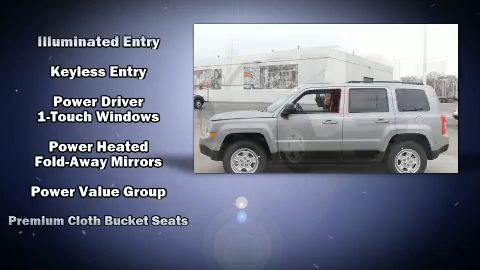 Illuminated Entry
Keyless Entry
Power Driver
1-Touch Windows
Power Heated
Fold-Away Mirrors
Power Value Group
Premium Cloth Bucket Seats